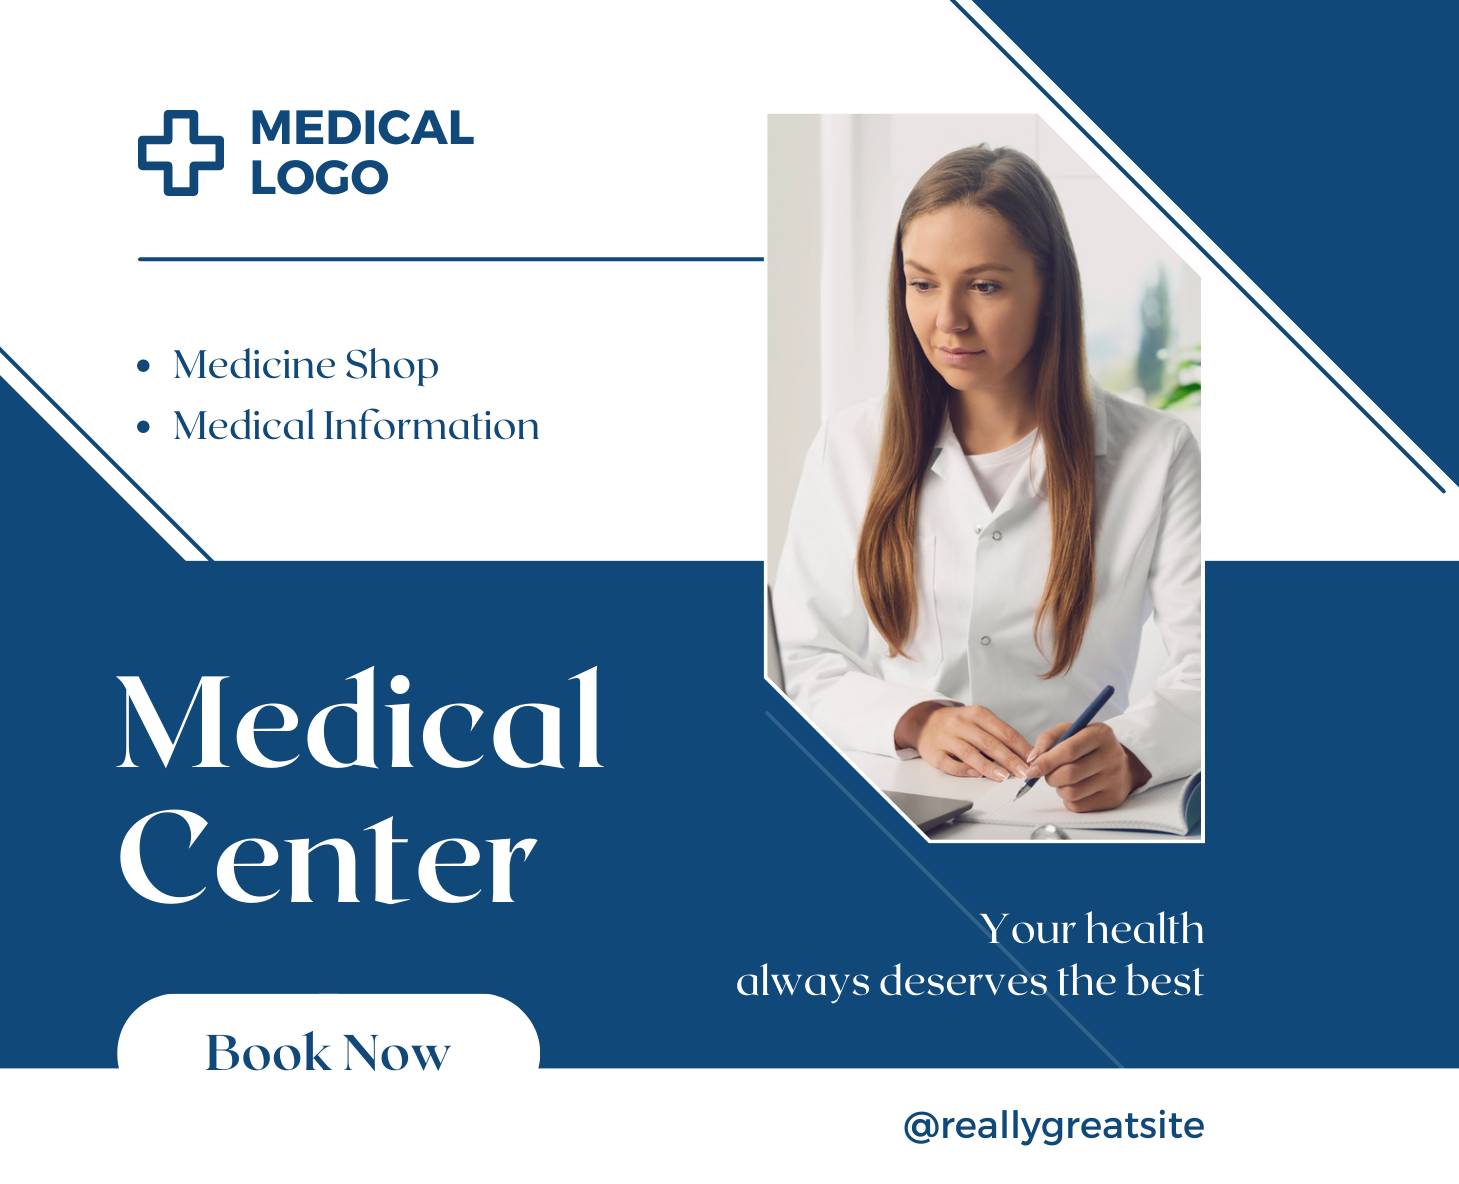 MEDICAL
LOGO
Medicine Shop
Medical Information
Medical
Center
Your health
always deserves the best
Book Now
@reallygreatsite